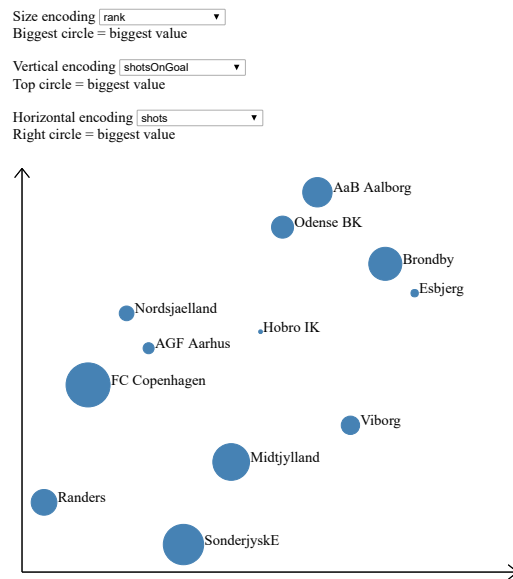 Size encoding rank
Biggest circle = biggest value
Vertical encoding shotsOnGoal
Top circle = biggest value
Horizontal encoding shots
Right circle = biggest value
AaB Aalborg
Odense BK
Brondby
Esbjerg
Nordsjaelland
Hobro IK
AGF Aarhus
FC Copenhagen
Viborg
Midtjylland
Randers
SonderjyskE